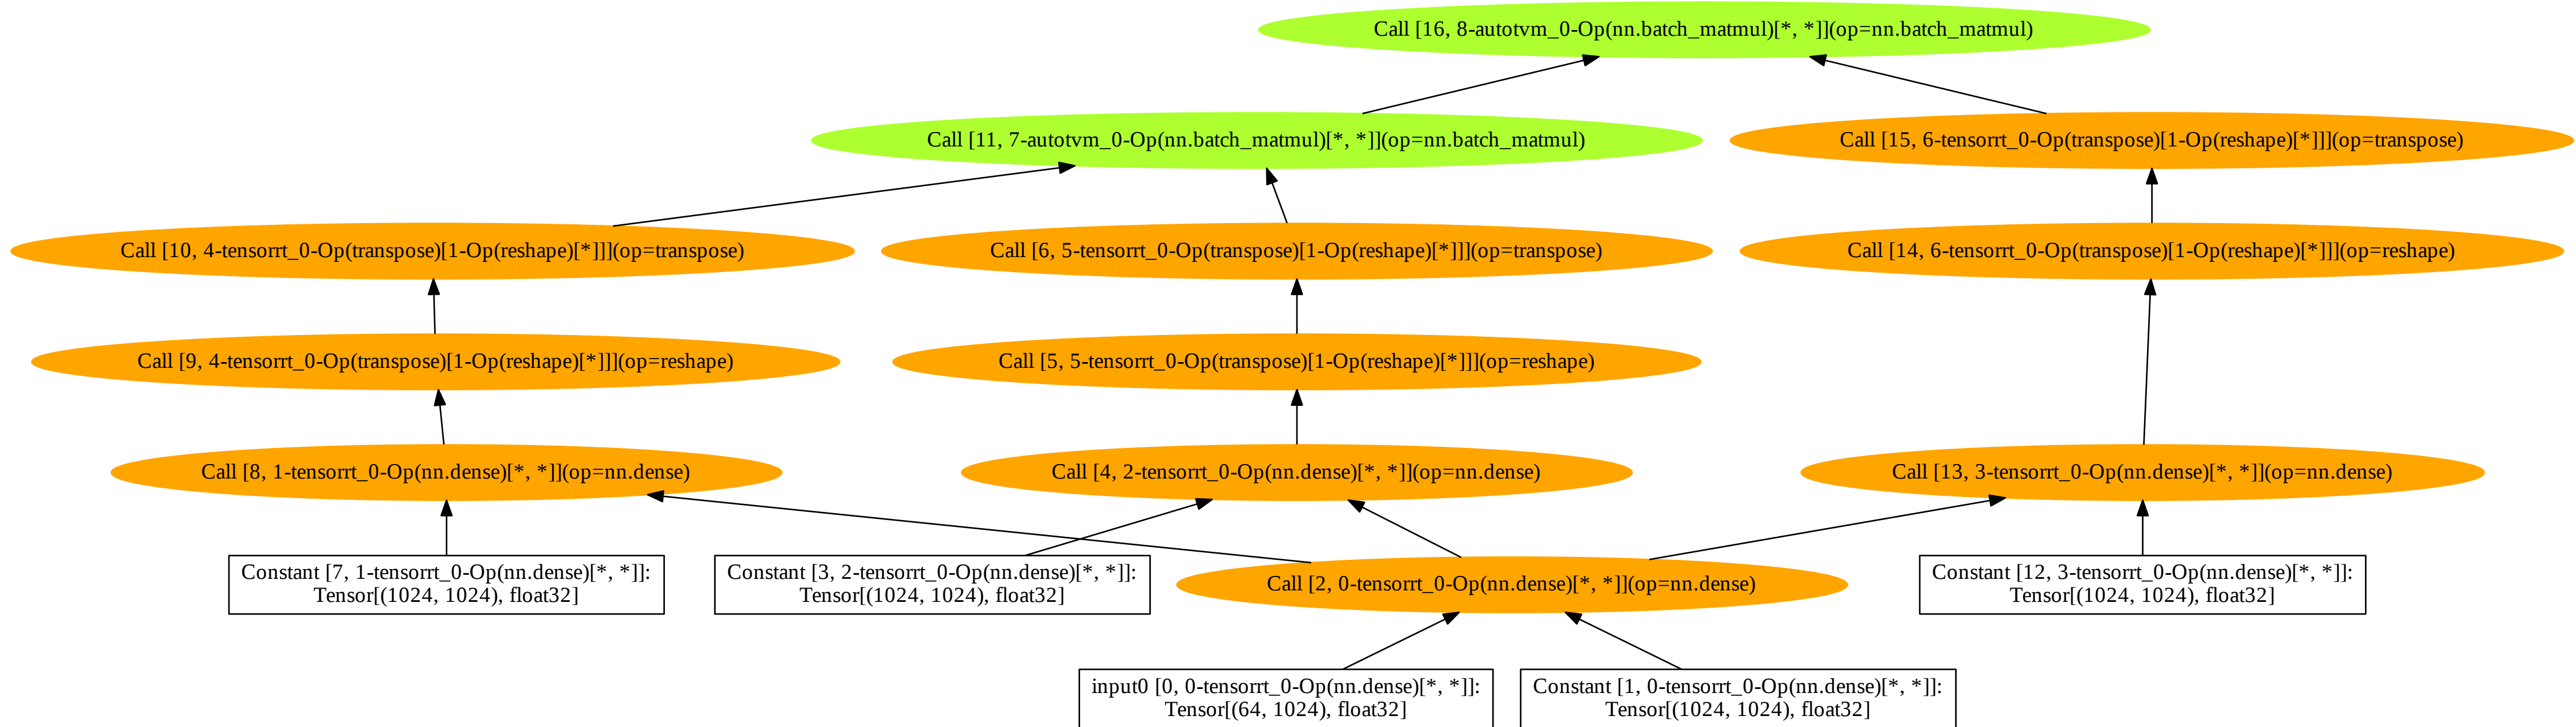 Call [16, 8-autotvm_0-Op(nn.batch_matmul)[*, *]](op=nn.batch_matmul)
Call [11, 7-autotvm_0-Op(nn.batch_matmul)[*, *]](op=nn.batch_matmul)
Call [15, 6-tensorrt_0-Op(transpose)[1-Op(reshape)[*]]](op=transpose)
Call [10, 4-tensorrt_0-Op(transpose)[1-Op(reshape)[*]]](op=transpose)
Call [6, 5-tensorrt_0-Op(transpose)[1-Op(reshape)[*]]](op=transpose)
Call [14, 6-tensorrt_0-Op(transpose)[1-Op(reshape)[*]]](op=reshape)
Call [9, 4-tensorrt_0-Op(transpose)[1-Op(reshape)[*]]](op=reshape)
Call [5, 5-tensorrt_0-Op(transpose)[1-Op(reshape)[*]]](op=reshape)
Call [8, 1-tensorrt_0-Op(nn.dense)[*, *]](op=nn.dense)
Call [4, 2-tensorrt_0-Op(nn.dense)[*, *]](op=nn.dense)
Call [13, 3-tensorrt_0-Op(nn.dense)[*, *]](op=nn.dense)
Constant [7, 1-tensorrt_0-Op(nn.dense)[*, *]]:
Tensor[(1024, 1024), float32]
Constant [3, 2-tensorrt_0-Op(nn.dense)[*, *]]:
Tensor[(1024, 1024), float32]
Call [2, 0-tensorrt_0-Op(nn.dense)[*, *]](op=nn.dense)
Constant [12, 3-tensorrt_0-Op(nn.dense)[*, *]]:
Tensor[(1024, 1024), float32]
input0 [0, 0-tensorrt_0-Op(nn.dense)[*, *]]:
Tensor[(64, 1024), float32]
Constant [1, 0-tensorrt_0-Op(nn.dense)[*, *]]:
Tensor[(1024, 1024), float32]